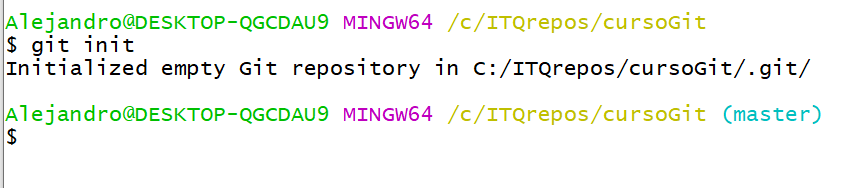 Alejandro@DESKTOP-QGCDAU9 MINGW64 /c/ITQrepos/cursoGit
$ git init
Initialized empty Git repository in C:/ITQrepos/cursoGit/.git/
Alejandro@DESKTOP-QGCDAU9 MINGW64 /c/ITQrepos/cursoGit (master)
$